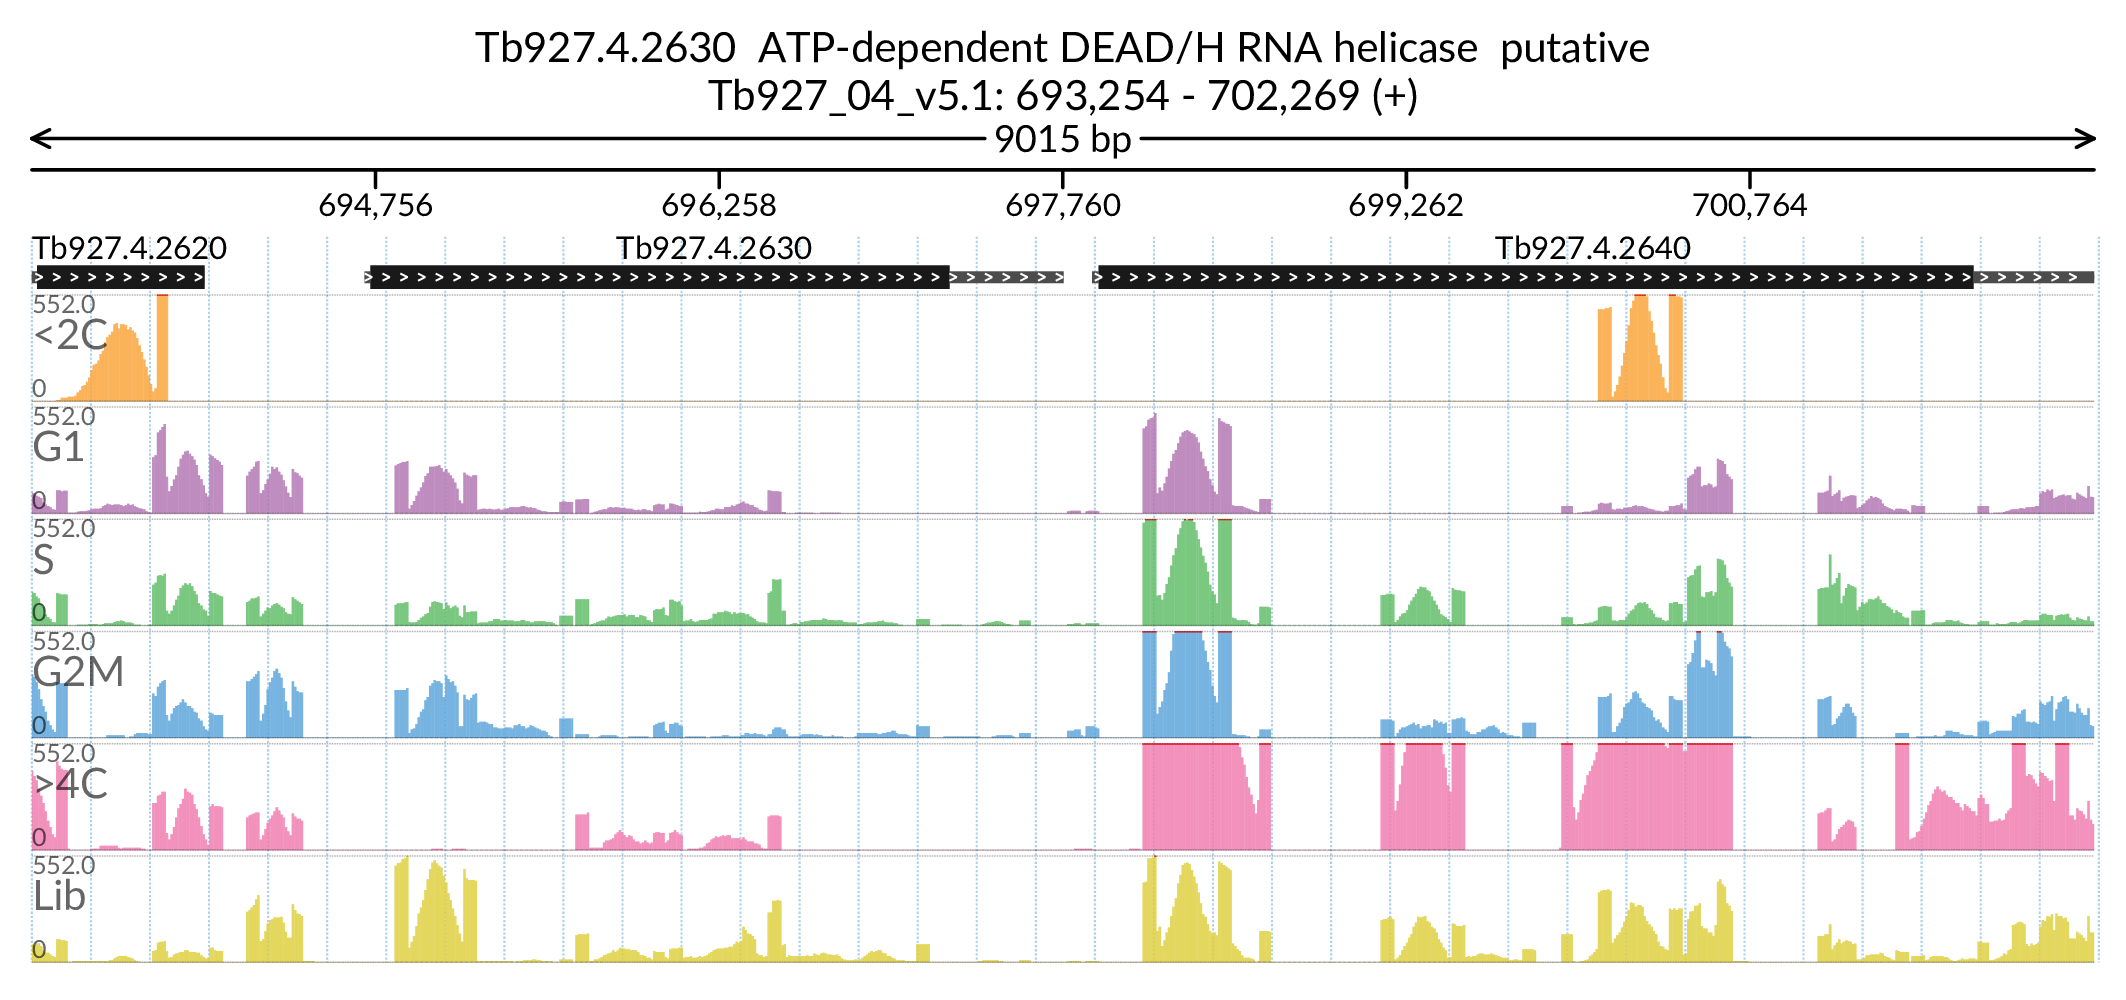 Tb927.4.2630 ATP-dependent DEAD/H RNA helicase putative
Tb927_04_v5.1: 693,254 - 702,269 (+)
9015 bp
694,756 696,258 697,760 699,262 700,764
Tb927.4.2620 Tb927.4.2630 Tb927.4.2640
552.0
<2C
0
552.0
G1
0
552.0
S
0
552.0
G2M
0
552.0
>4C
0
552.0
Lib
0